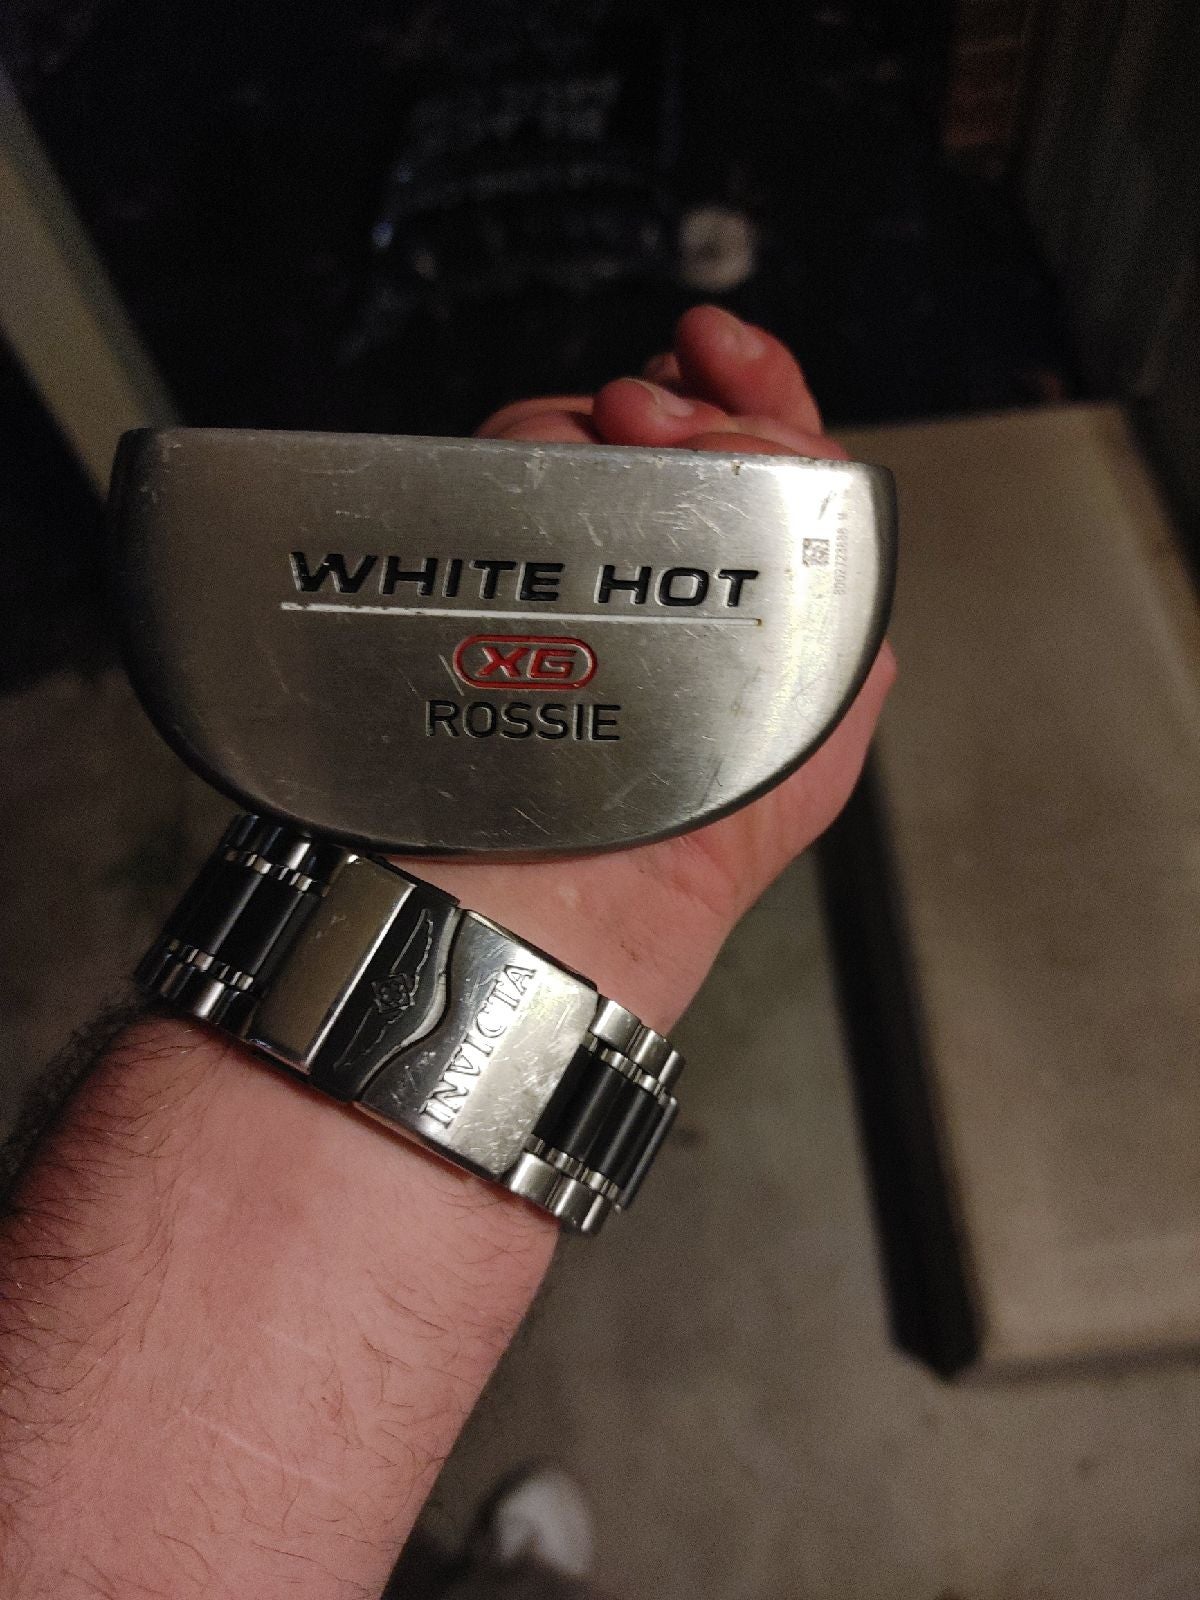 WHITE HOT
XG
ROSSIE
INVICTA